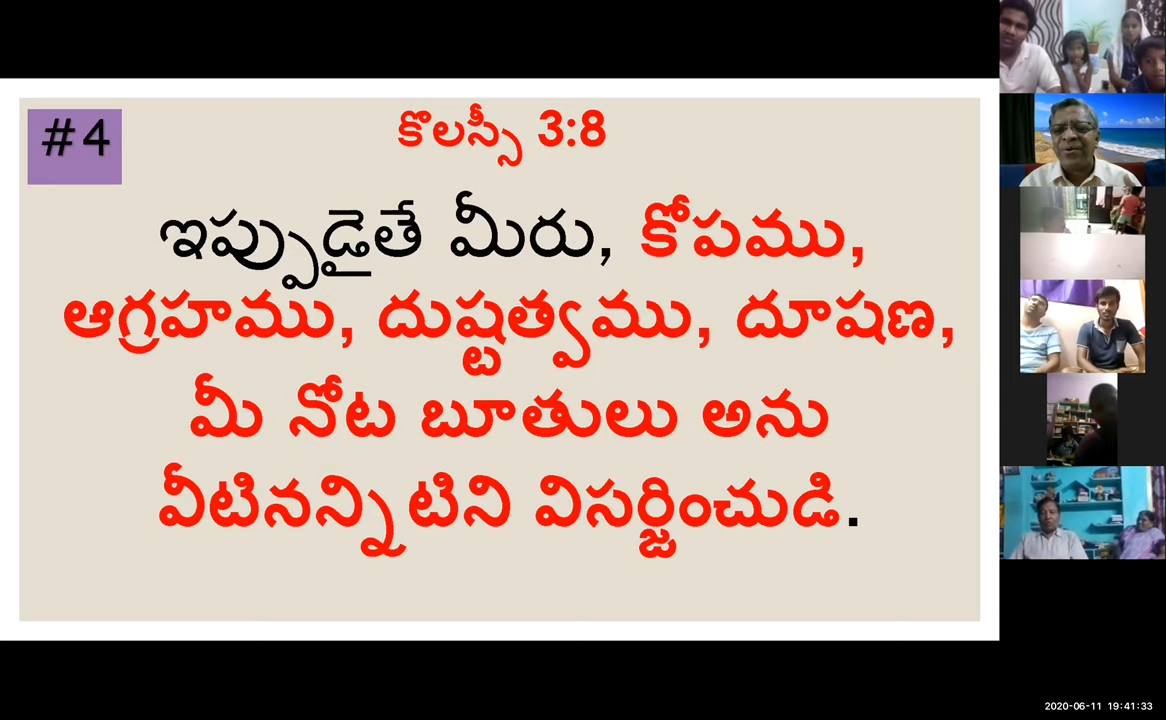 #4
కొలస్సీ 3:8
ఇప్పుడైతే మీరు, కోపము,
ఆగ్రహము, దుష్టత్వము, దూషణ,
మీ నోట బూతులు అను
వీటినన్నిటిని విసర్జించుడి.
2020-06-11 19:41:33